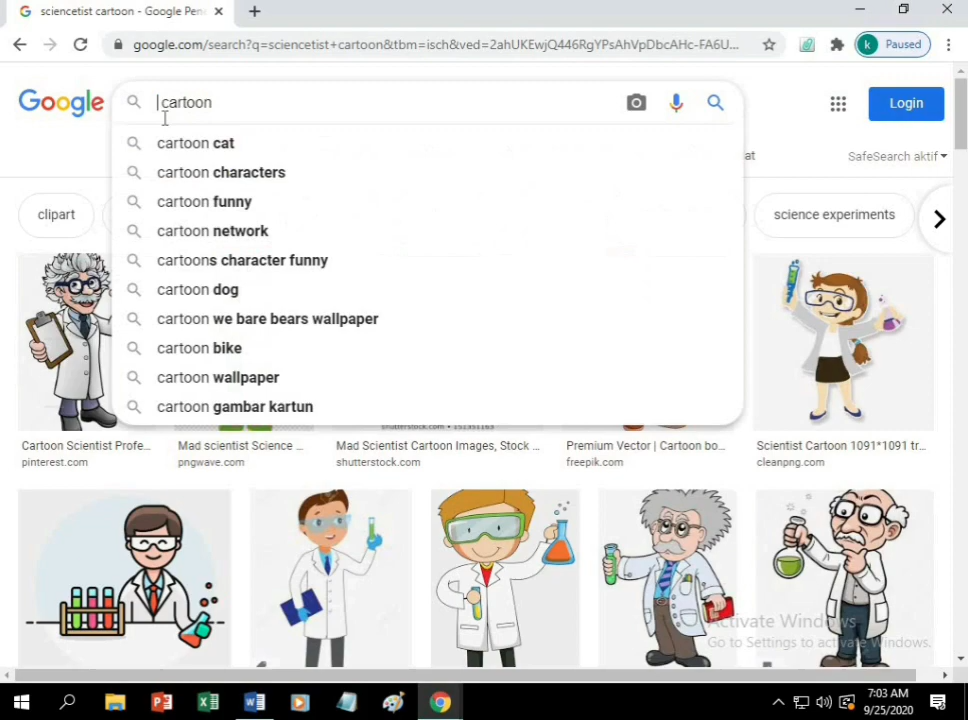 sciencetist cartoon - Google Pen
google.com/search?q=sciencetist+cartoon&tbm=isch&ved=2ahUKEwjQ446RgYPsAhVpDbcAHc-FA6U...
k Paused
Google
cartoon
Login
cartoon cat
at
SafeSearch aktif
cartoon characters
cartoon funny
clipart
science experiments
cartoon network
cartoons character funny
cartoon dog
cartoon we bare bears wallpaper
cartoon bike
cartoon wallpaper
cartoon gambar kartun
shutterstock.com • 151351163
Cartoon Scientist Profe...
Mad scientist Science ...
Mad Scientist Cartoon Images, Stock ...
Premium Vector | Cartoon bo...
Scientist Cartoon 1091*1091 tr...
pinterest.com
pngwave.com
shutterstock.com
freepik.com
cleanpng.com
Activate Windows
Go to Settings to activate Windows.
7:03 AM
9/25/2020